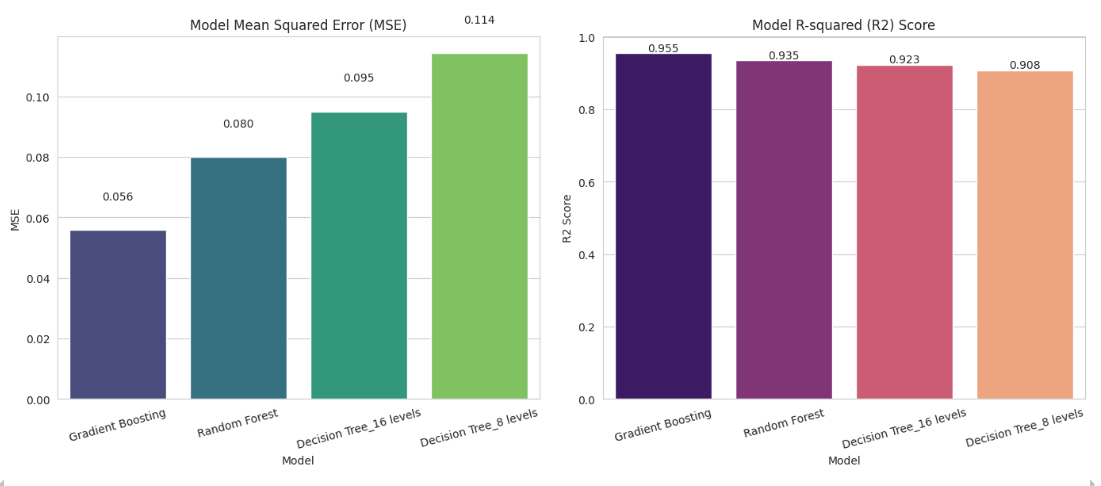 Model Mean Squared Error (MSE)
0.114
0.095
0.080
0.056
0.10
0.08
0.06
0.04
0.02
0.00
MSE
Gradient Boosting
Random Forest
Decision Tree_16 levels
Decision Tree_8 levels
Model
Model R-squared (R2) Score
1.0
0.955
0.935
0.923
0.908
0.8
0.6
0.4
0.2
0.0
R2 Score
Gradient Boosting
Random Forest
Decision Tree_16 levels
Decision Tree_8 levels
Model